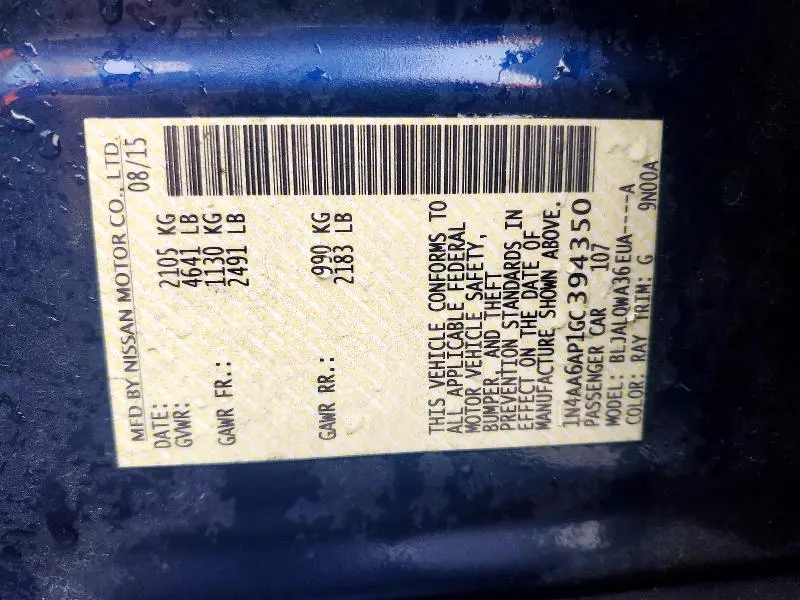 MFD BY NISSAN MOTOR CO., LTD.
DATE: 08/15
GVWR: 2105 KG
4641 LB
GAWR FR.: 1130 KG
2491 LB
GAWR RR.: 990 KG
2183 LB
THIS VEHICLE CONFORMS TO
ALL APPLICABLE FEDERAL
MOTOR VEHICLE SAFETY,
BUMPER, AND THEFT
PREVENTION STANDARDS IN
EFFECT ON THE DATE OF
MANUFACTURE SHOWN ABOVE.
1N4AA6AP1GC394350
PASSENGER CAR 107
MODEL: BLJALQWA36EUA-----A
COLOR: RAY TRIM: G 9N00A